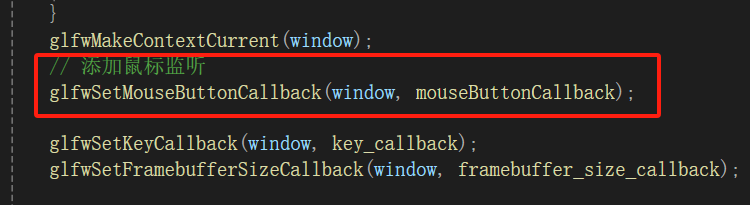 }
glfwMakeContextCurrent(window);
// 添加鼠标监听
glfwSetMouseButtonCallback(window, mouseButtonCallback);
glfwSetKeyCallback(window, key_callback);
glfwSetFramebufferSizeCallback(window, framebuffer_size_callback);